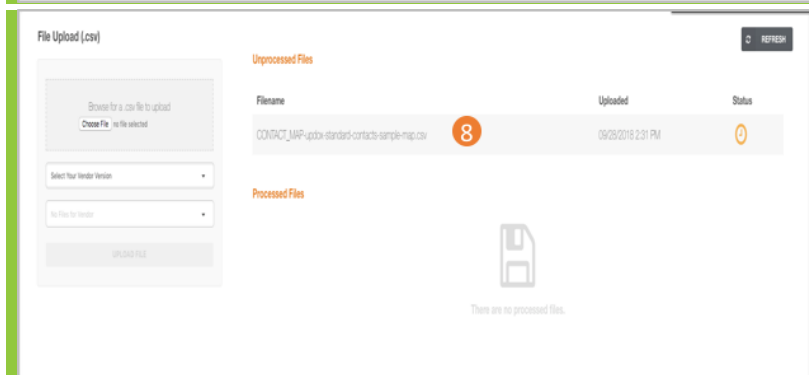 File Upload (.csv)
REFRESH
Unprocessed Files
Browse for a .csv file to upload
Choose File no file selected
Select Your Vendor Version
No Files for Vendor
UPLOAD FILE
Filename Uploaded Status
CONTACT_MAP-updox-standard-contacts-sample-map.csv 8 09/28/2018 2:31 PM
Processed Files
There are no processed files.